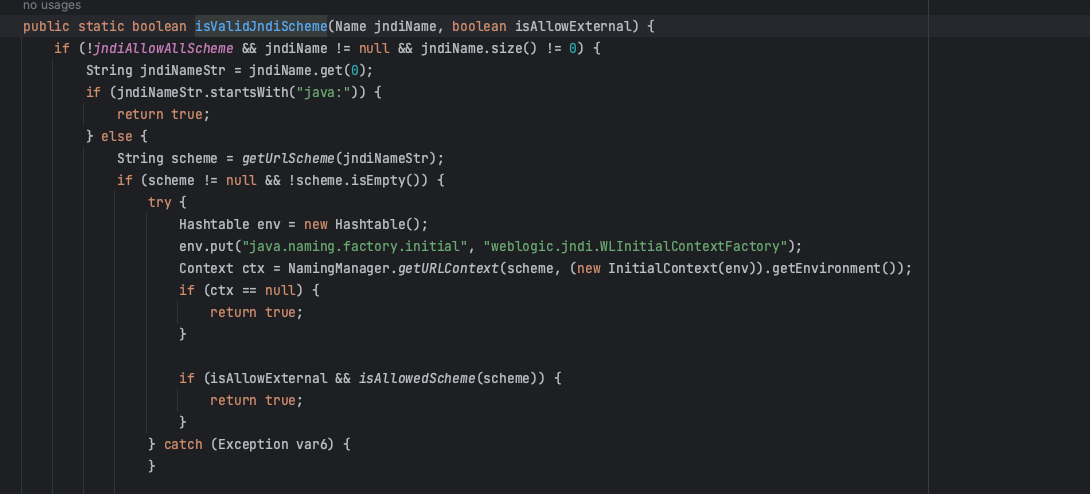 no usages
public static boolean isValidJndiScheme(Name jndiName, boolean isAllowExternal) {
    if (!jndiAllowAllScheme && jndiName != null && jndiName.size() != 0) {
        String jndiNameStr = jndiName.get(0);
        if (jndiNameStr.startsWith("java:")) {
            return true;
        } else {
            String scheme = getUrlScheme(jndiNameStr);
            if (scheme != null && !scheme.isEmpty()) {
                try {
                    Hashtable env = new Hashtable();
                    env.put("java.naming.factory.initial", "weblogic.jndi.WLInitialContextFactory");
                    Context ctx = NamingManager.getURLContext(scheme, (new InitialContext(env)).getEnvironment());
                    if (ctx == null) {
                        return true;
                    }
                    if (isAllowExternal && isAllowedScheme(scheme)) {
                        return true;
                    }
                } catch (Exception var6) {
                }